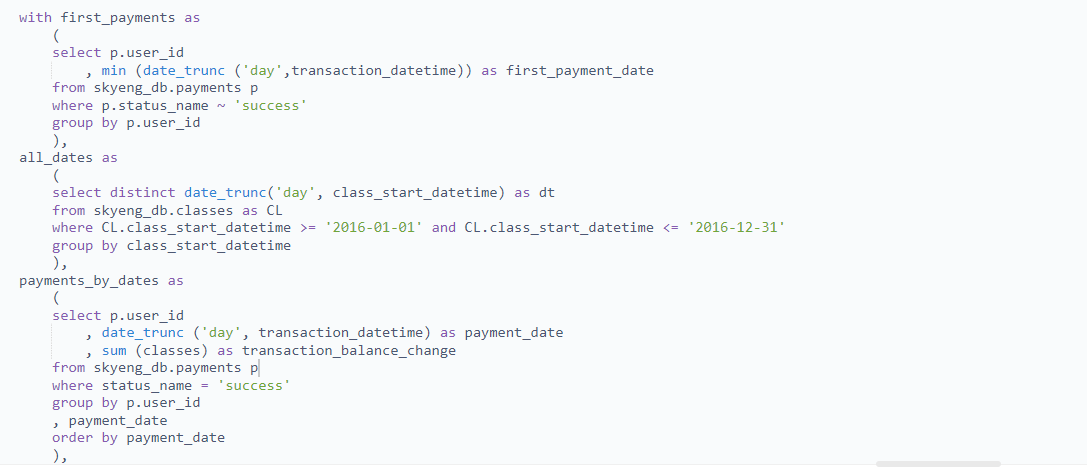 with first_payments as
(
select p.user_id
, min (date_trunc ('day',transaction_datetime)) as first_payment_date
from skyeng_db.payments p
where p.status_name ~ 'success'
group by p.user_id
),
all_dates as
(
select distinct date_trunc('day', class_start_datetime) as dt
from skyeng_db.classes as CL
where CL.class_start_datetime >= '2016-01-01' and CL.class_start_datetime <= '2016-12-31'
group by class_start_datetime
),
payments_by_dates as
(
select p.user_id
, date_trunc ('day', transaction_datetime) as payment_date
, sum (classes) as transaction_balance_change
from skyeng_db.payments p
where status_name = 'success'
group by p.user_id
, payment_date
order by payment_date
),